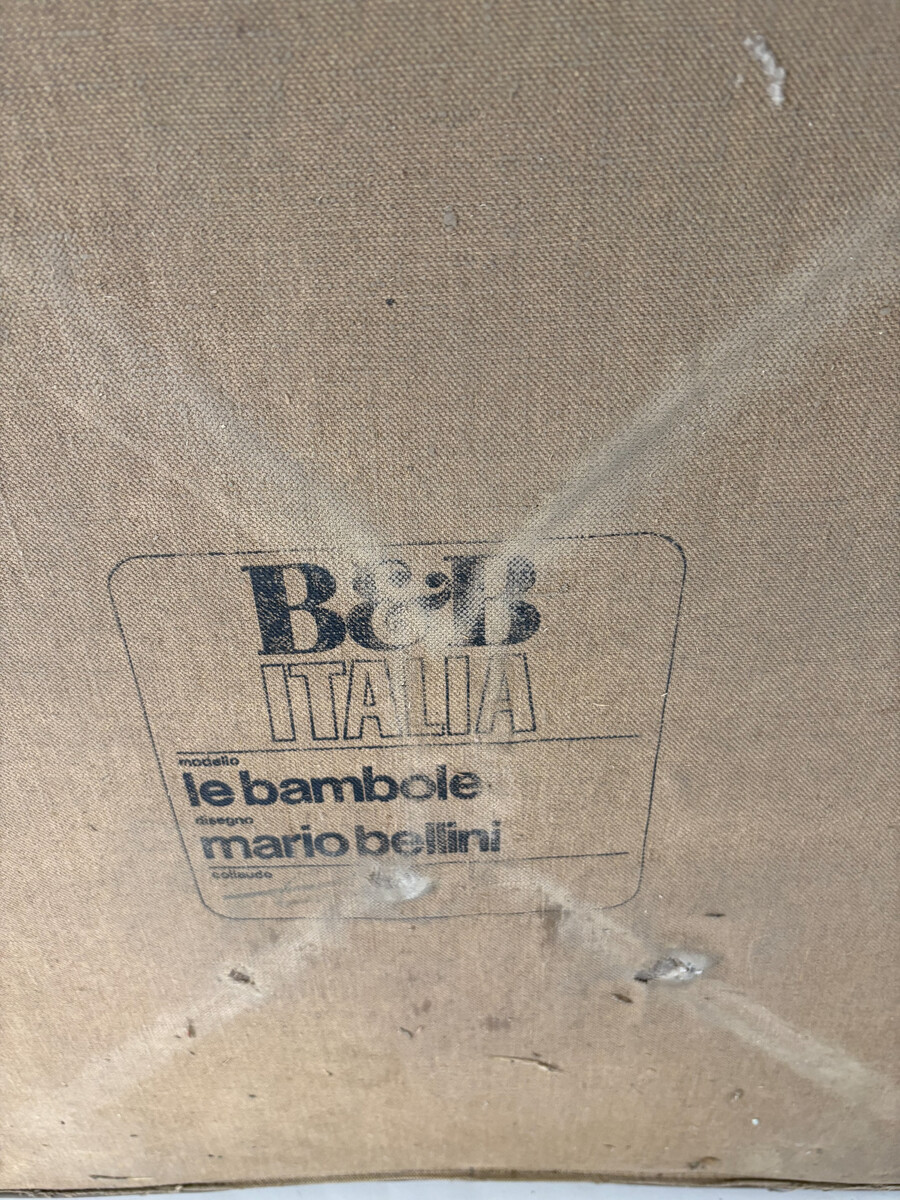 B&B
ITALIA
modello
le bambole
disegno
mario bellini
collaudo